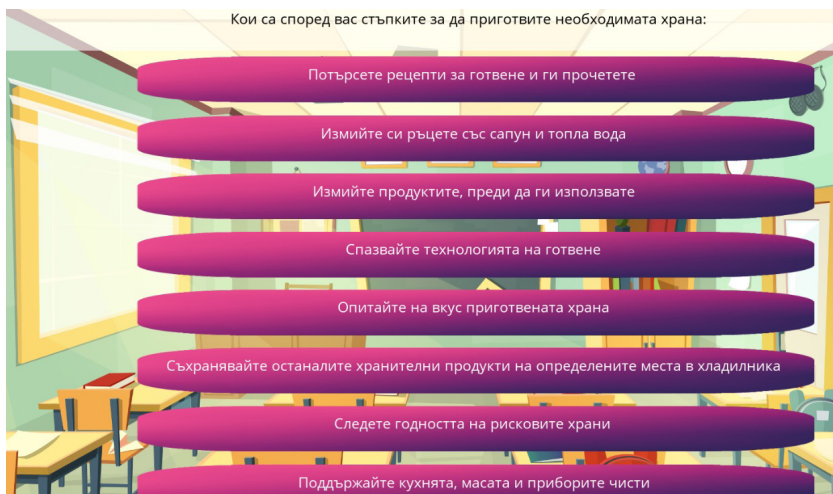 Кои са според вас стъпките за да приготвите необходимата храна:
Потърсете рецепти за готвене и ги прочетете
Измийте си ръцете със сапун и топла вода
Измийте продуктите, преди да ги използвате
Спазвайте технологията на готвене
Опитайте на вкус приготвената храна
Съхранявайте останалите хранителни продукти на определените места в хладилника
Следете годността на рисковите храни
Поддържайте кухнята, масата и приборите чисти